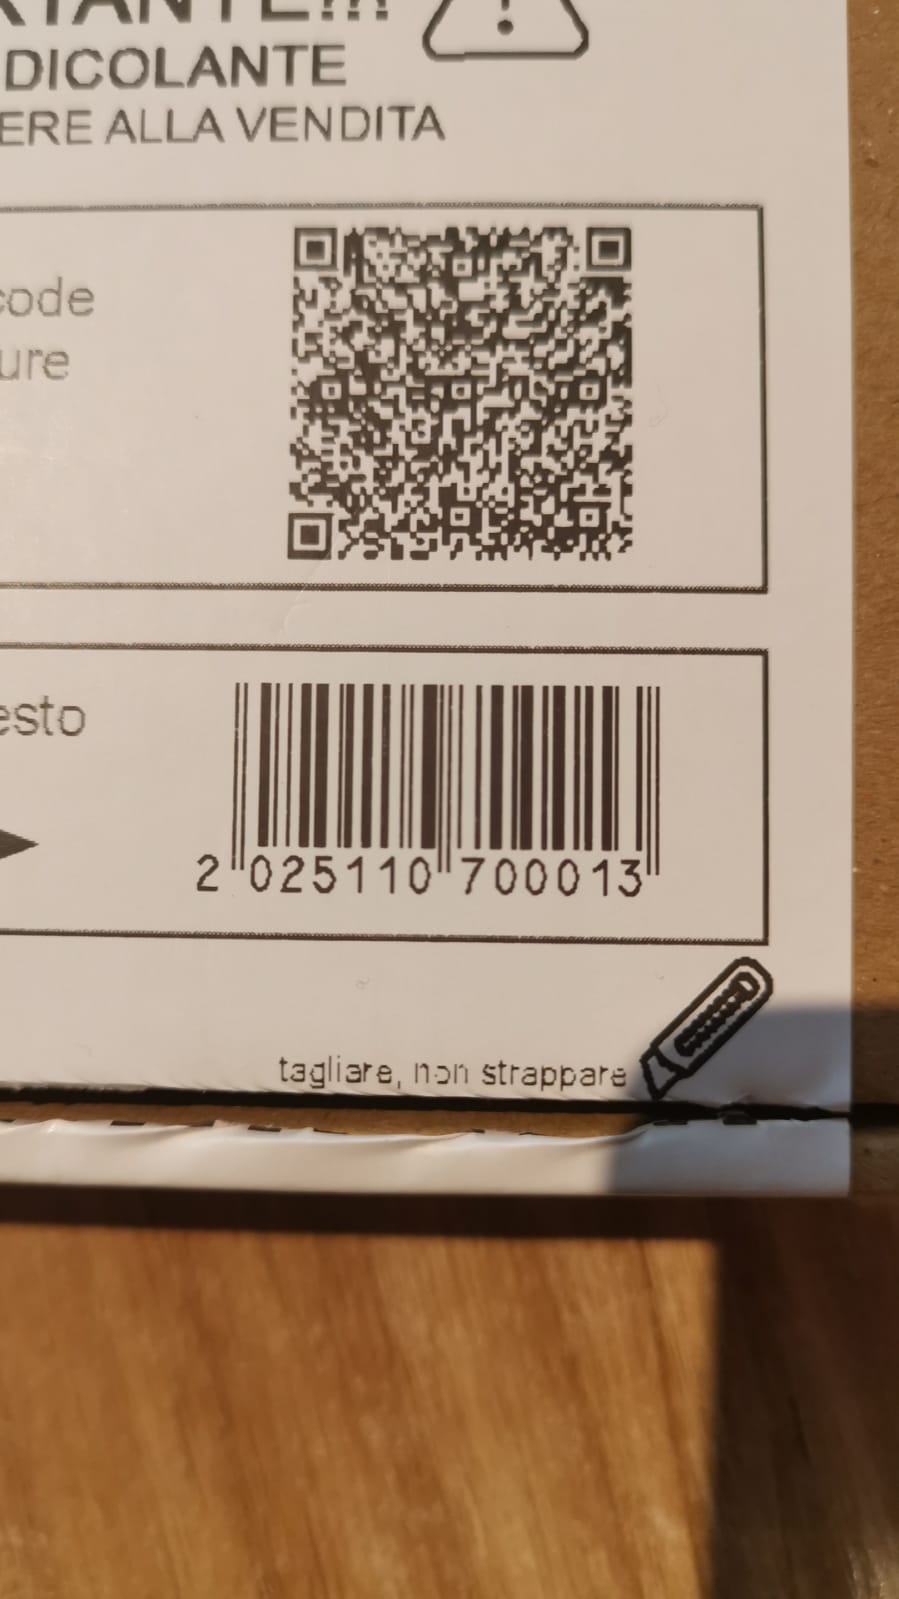 DICOLANTE
ERE ALLA VENDITA
code
ure
esto
2 025110 700013
tagliare, non strappare